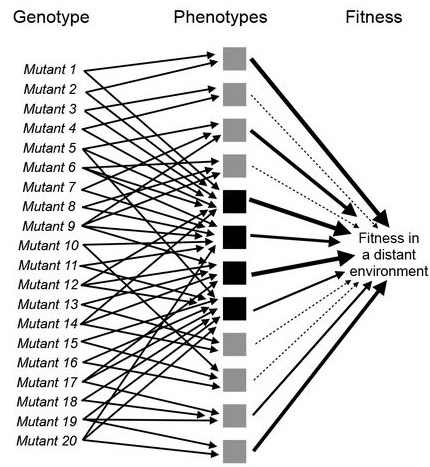 Genotype Phenotypes Fitness
Mutant 1
Mutant 2
Mutant 3
Mutant 4
Mutant 5
Mutant 6
Mutant 7
Mutant 8
Mutant 9
Mutant 10
Mutant 11
Mutant 12
Mutant 13
Mutant 14
Mutant 15
Mutant 16
Mutant 17
Mutant 18
Mutant 19
Mutant 20
Fitness in
a distant
environment